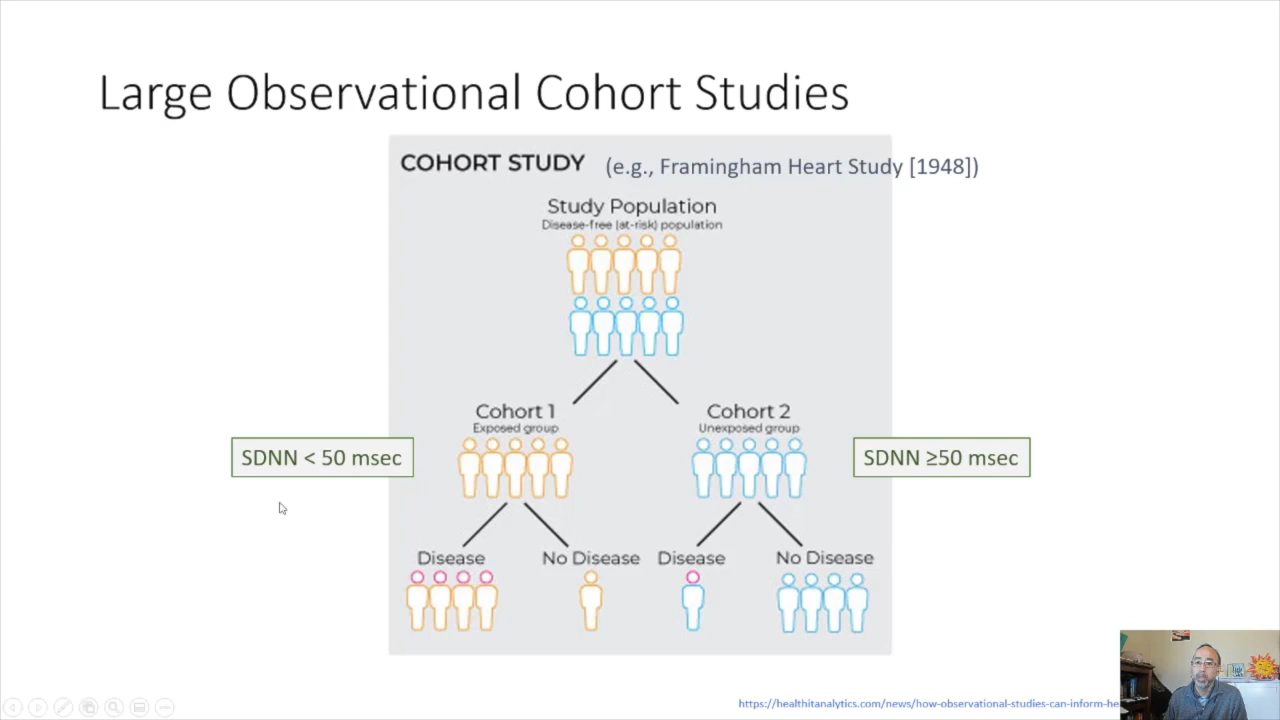 Large Observational Cohort Studies
COHORT STUDY (e.g., Framingham Heart Study [1948])
Study Population
Disease-free (at-risk) population
Cohort 1
Exposed group
Cohort 2
Unexposed group
SDNN < 50 msec
SDNN ≥50 msec
Disease
No Disease
Disease
No Disease
https://healthitanalytics.com/news/how-observational-studies-can-inform-he